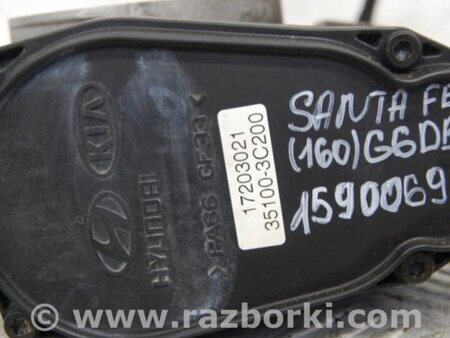 KIA
HYUNDAI
>PA66 GF33<
17203021
35100-3C200
SANTA FE
(160)G6D
1590069
www.razborki.com